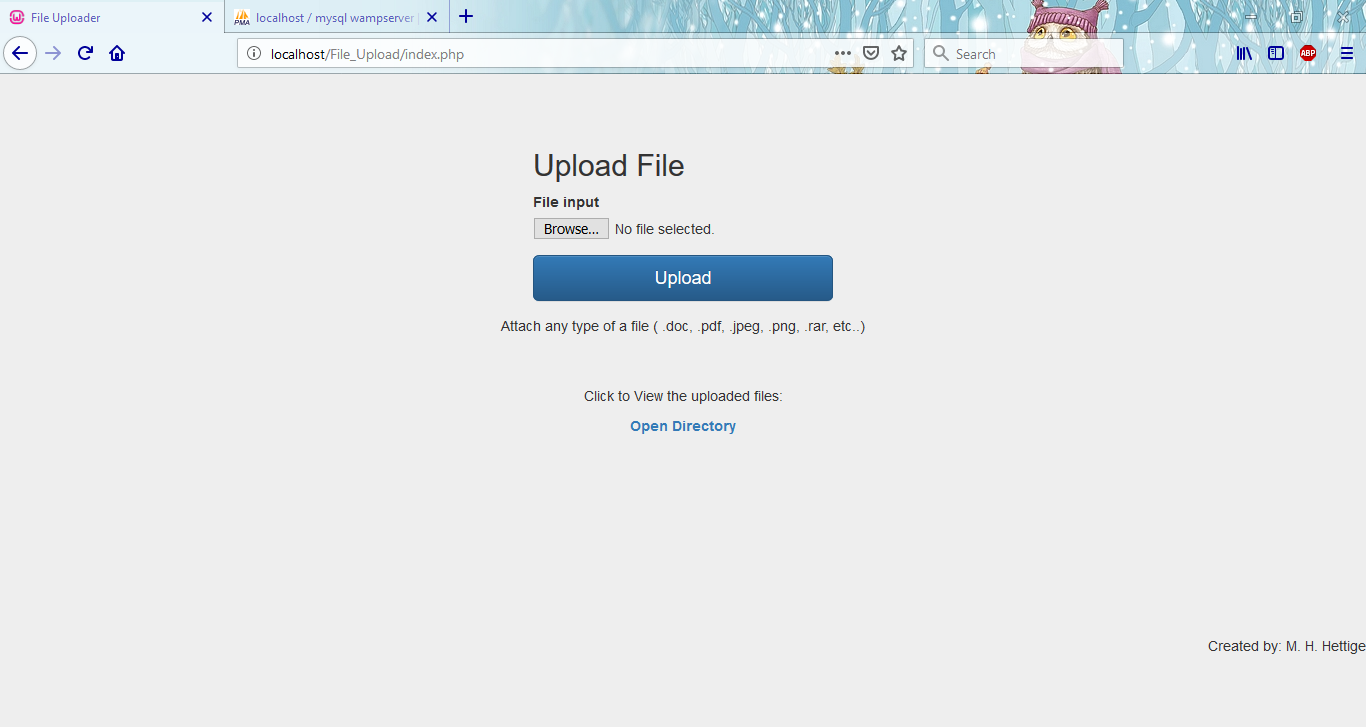 File Uploader
PMA localhost / mysql wampserver
localhost/File_Upload/index.php
Search
ABP
Upload File
File input
Browse... No file selected.
Upload
Attach any type of a file ( .doc, .pdf, .jpeg, .png, .rar, etc..)
Click to View the uploaded files:
Open Directory
Created by: M. H. Hettige